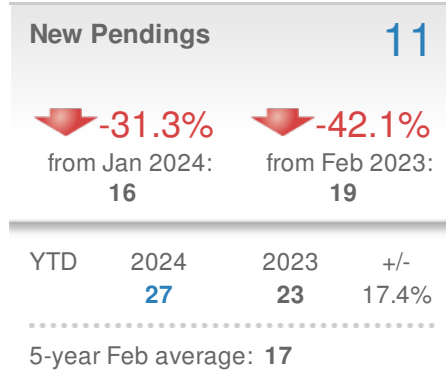 New Pendings 11
-31.3% -42.1%
from Jan 2024: from Feb 2023:
16 19
YTD 2024 2023 +/-
27 23 17.4%
5-year Feb average: 17